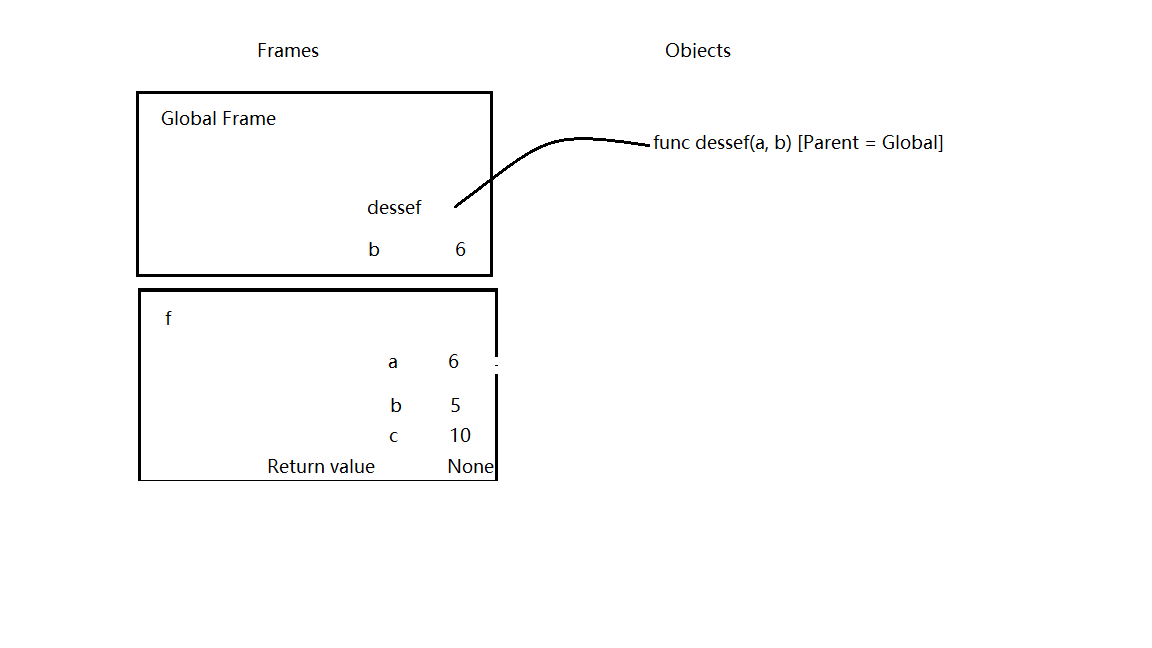 Frames Objects
Global Frame
func dessef(a, b) [Parent = Global]
dessef
b 6
f
a 6
b 5
c 10
Return value None